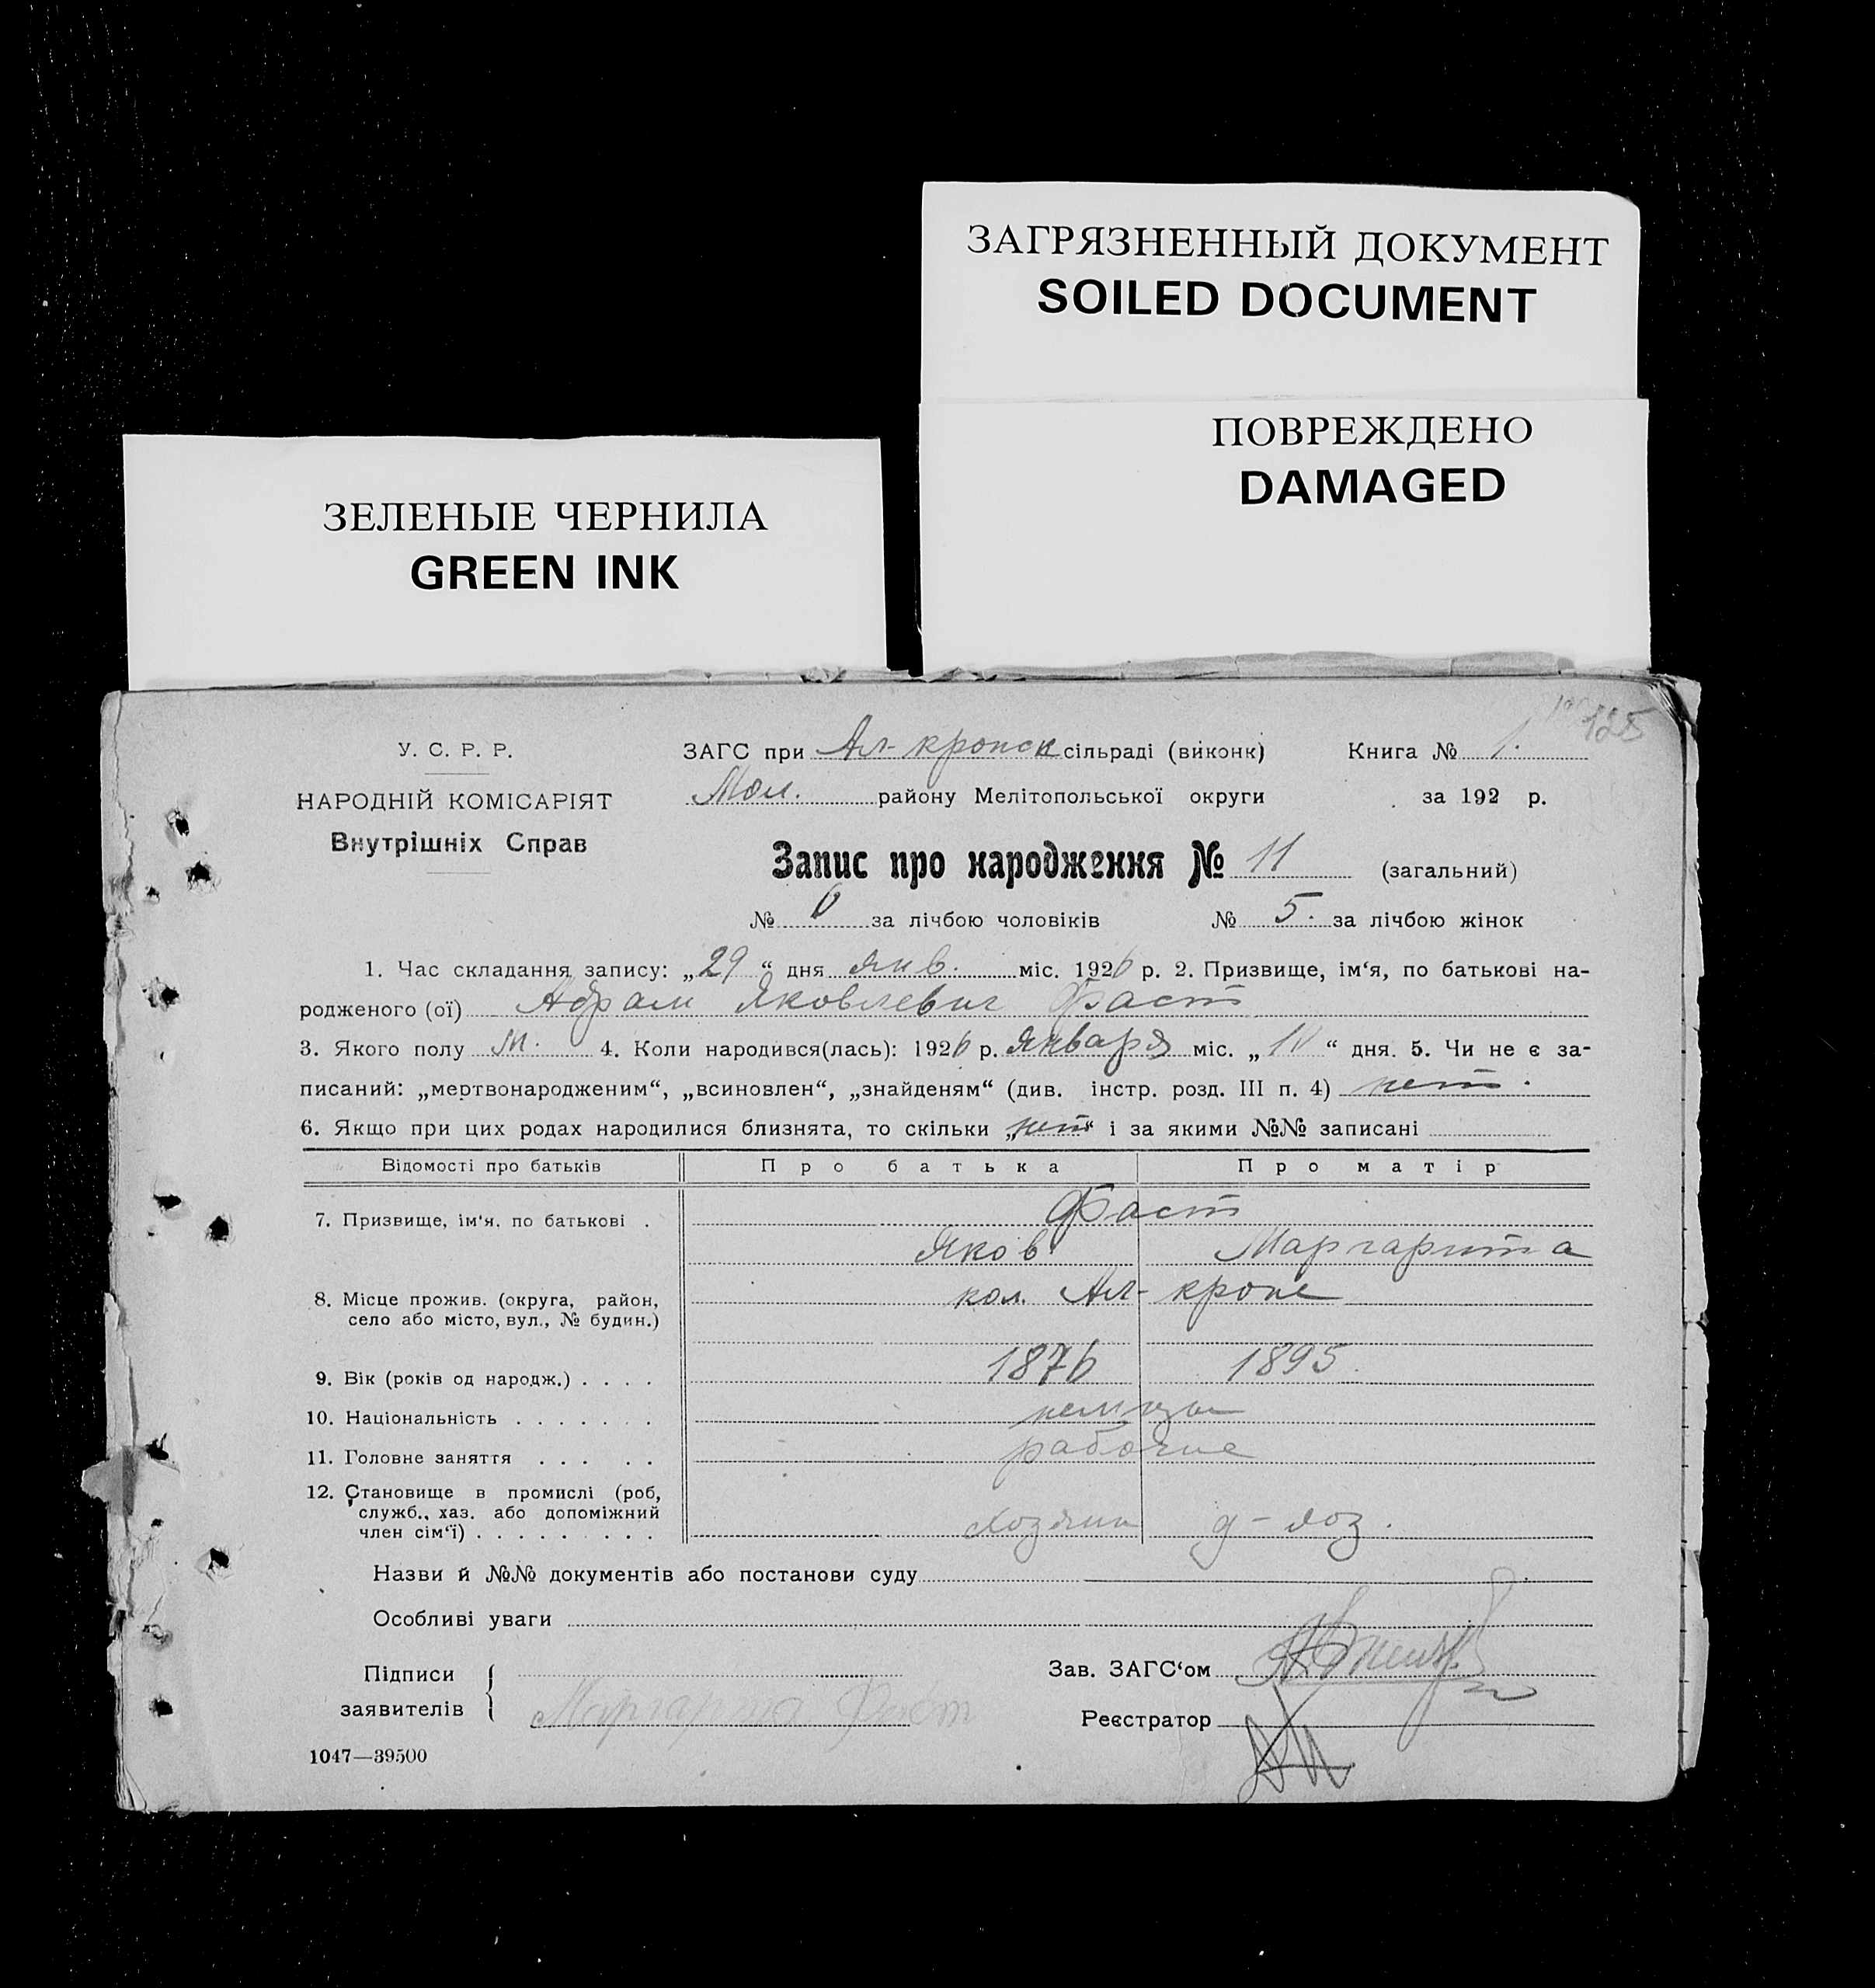 ЗАГРЯЗНЕННЫЙ ДОКУМЕНТ
SOILED DOCUMENT
ПОВРЕЖДЕНО
DAMAGED
ЗЕЛЕНЫЕ ЧЕРНИЛА
GREEN INK
125
У. С. Р. Р.
НАРОДНІЙ КОМІСАРІЯТ
Внутрішніх Справ
ЗАГС при Ал-кронск сільраді (виконк) Книга № 1.
Мол. району Мелітопольської округи за 192 р.
Запис про народження № 11 (загальний)
№ 6 за лічбою чоловіків № 5. за лічбою жінок
1. Час складання запису: „29“ дня янв. міс. 1926 р. 2. Призвище, ім‘я, по батькові на-
родженого (ої) Абрам Яковлевич Фаст
3. Якого полу м. 4. Коли народився(лась): 1926 р. Января міс. „ “ дня. 5. Чи не є за-
писаний: „мертвонародженим“, „всиновлен“, „знайденям“ (див. інстр. розд. III п. 4) нет.
6. Якщо при цих родах народилися близнята, то скільки „нет“ і за якими №№ записані
Відомості про батьків Про батька Про матір
7. Призвище, ім‘я, по батькові . Фаст
Яков Маргарита
8. Місце прожив. (округа, район,
село або місто, вул., № будин.) кол. Ал-кроне
9. Вік (років од народж.) . . . . 1876 1895
10. Національність . . . . . . . немцы
11. Головне заняття . . . . . рабочие
12. Становище в промислі (роб,
служб., хаз. або допоміжний
член сім‘ї) . . . . . . . . . хозяин д-хоз.
Назви й №№ документів або постанови суду
Особливі уваги
Підписи
заявителів Маргарита Фаст
Зав. ЗАГС‘ом
Реєстратор
1047—39500